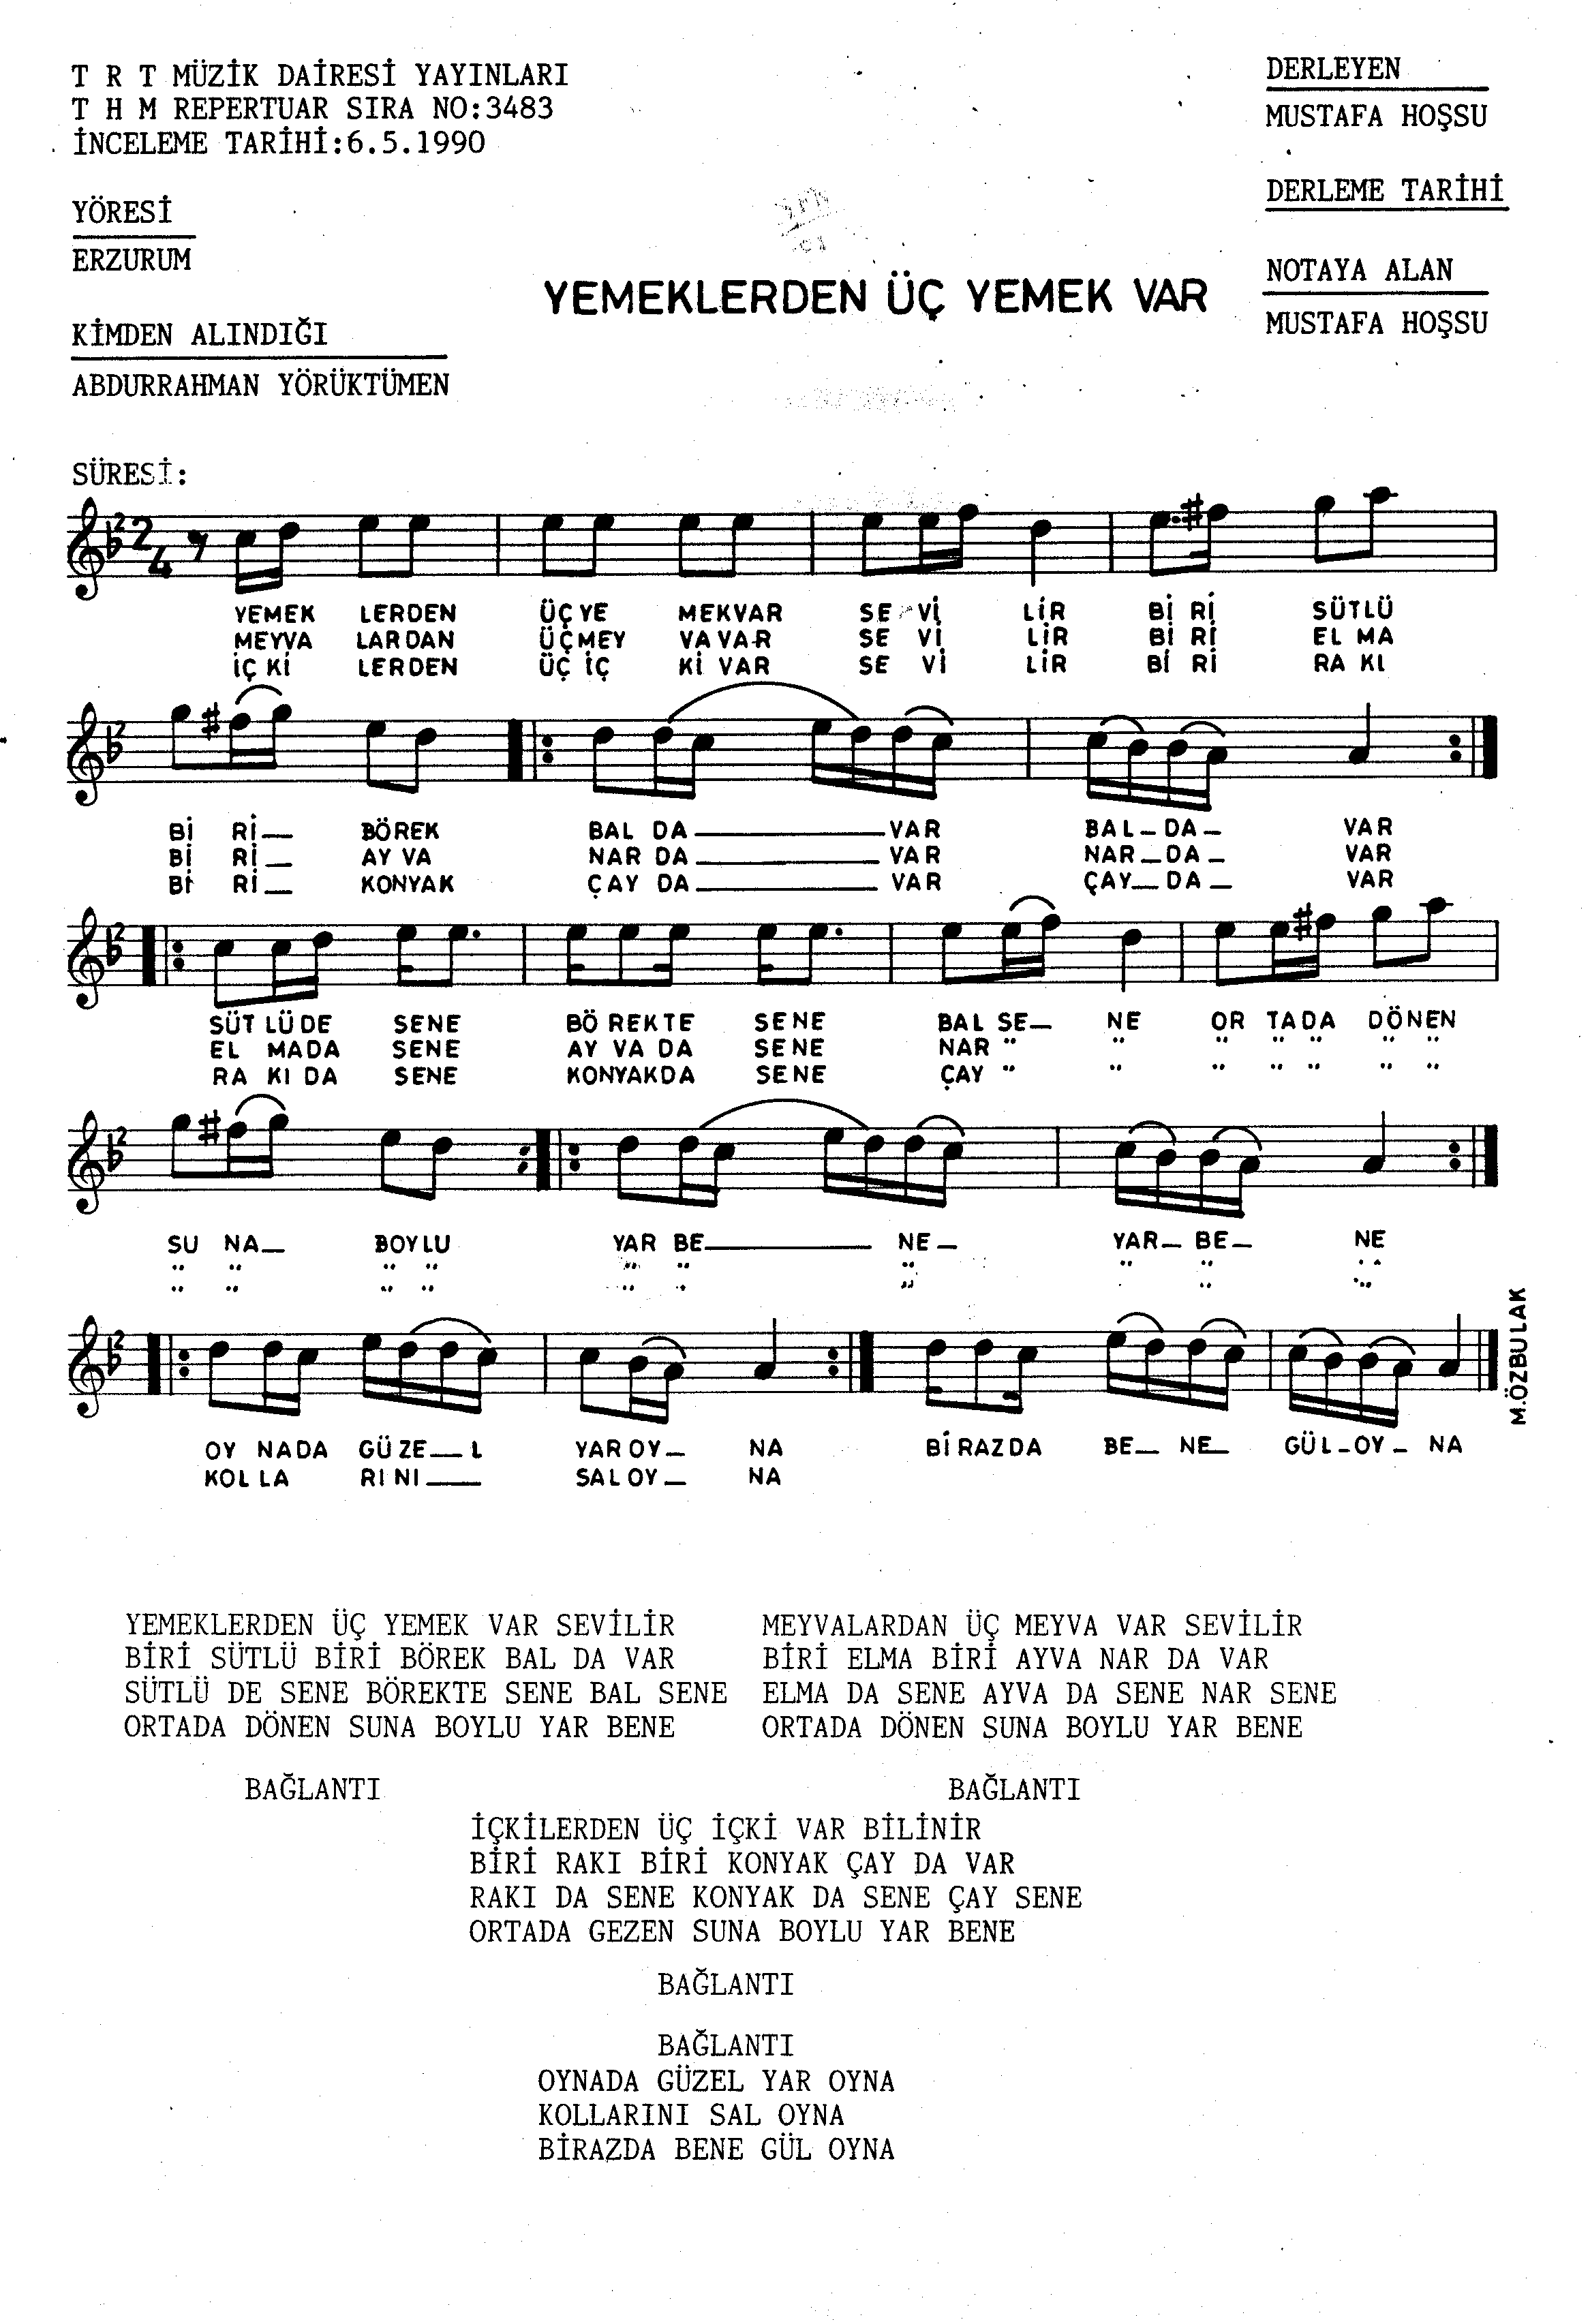 T R T MÜZİK DAİRESİ YAYINLARI
T H M REPERTUAR SIRA NO:3483
İNCELEME TARİHİ:6.5.1990
DERLEYEN
MUSTAFA HOŞSU
DERLEME TARİHİ
YÖRESİ
ERZURUM
NOTAYA ALAN
MUSTAFA HOŞSU
YEMEKLERDEN ÜÇ YEMEK VAR
KİMDEN ALINDIĞI
ABDURRAHMAN YÖRÜKTÜMEN
SÜRESİ:
2
2 4
YEMEK LERDEN ÜÇ YE MEKVAR SE Vİ LİR Bİ Rİ SÜTLÜ
MEYVA LARDAN ÜÇMEY VAVAR SE Vİ LİR Bİ Rİ EL MA
İÇ Kİ LERDEN ÜÇ İÇ Kİ VAR SE Vİ LİR Bİ Rİ RA KI
2
Bİ Rİ— BÖREK BAL DA——— VAR BAL–DA– VAR
Bİ Rİ— AY VA NAR DA——— VAR NAR–DA– VAR
Bİ Rİ— KONYAK ÇAY DA——— VAR ÇAY–DA– VAR
2
SÜT LÜ DE SENE BÖ REKTE SENE BAL SE— NE OR TADA DÖNEN
EL MADA SENE AY VA DA SENE NAR " " " " " " "
RA KI DA SENE KONYAKDA SENE ÇAY " " " " " " "
2
SU NA— BOYLU YAR BE——— NE— YAR– BE– NE
" " " " " " " " " "
" " " " " " " " "
2
OY NADA GÜ ZE—L YAR OY— NA BİRAZDA BE— NE— GÜL–OY– NA
KOL LA RI NI—— SAL OY— NA
M.ÖZBULAK
YEMEKLERDEN ÜÇ YEMEK VAR SEVİLİR
BİRİ SÜTLÜ BİRİ BÖREK BAL DA VAR
SÜTLÜ DE SENE BÖREKTE SENE BAL SENE
ORTADA DÖNEN SUNA BOYLU YAR BENE
BAĞLANTI
MEYVALARDAN ÜÇ MEYVA VAR SEVİLİR
BİRİ ELMA BİRİ AYVA NAR DA VAR
ELMA DA SENE AYVA DA SENE NAR SENE
ORTADA DÖNEN SUNA BOYLU YAR BENE
BAĞLANTI
İÇKİLERDEN ÜÇ İÇKİ VAR BİLİNİR
BİRİ RAKI BİRİ KONYAK ÇAY DA VAR
RAKI DA SENE KONYAK DA SENE ÇAY SENE
ORTADA GEZEN SUNA BOYLU YAR BENE
BAĞLANTI
BAĞLANTI
OYNADA GÜZEL YAR OYNA
KOLLARINI SAL OYNA
BİRAZDA BENE GÜL OYNA